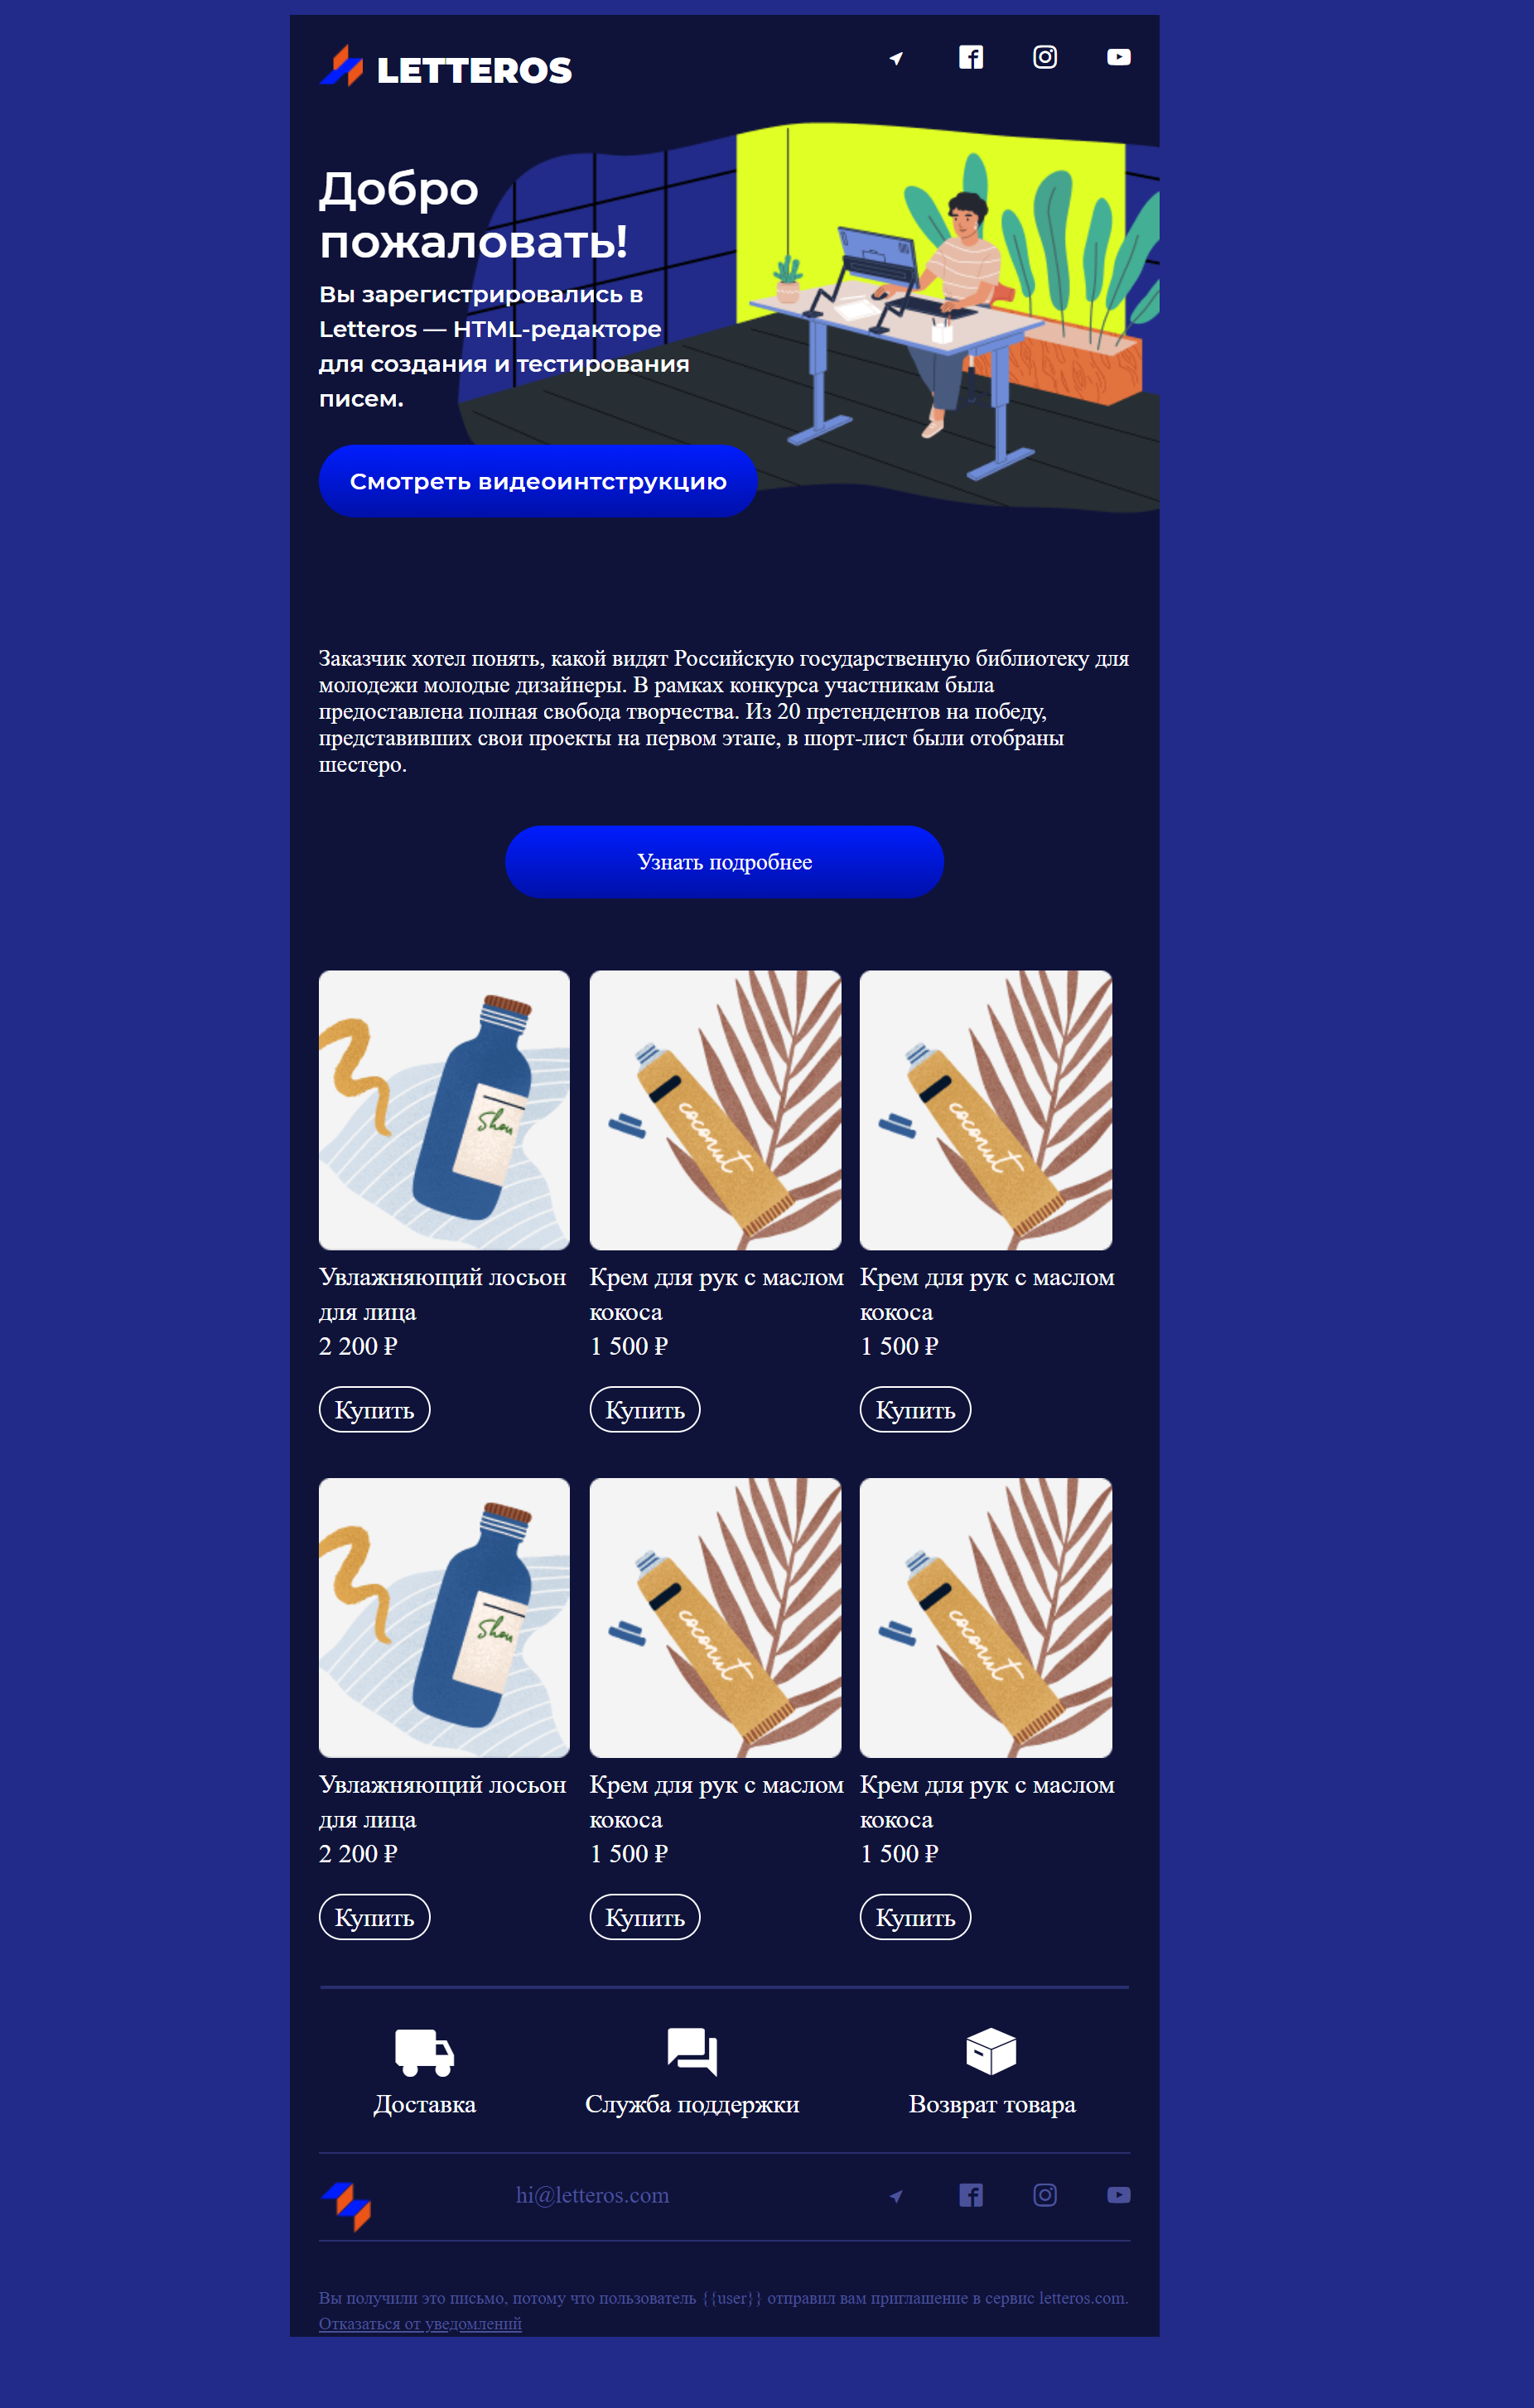 LETTEROS
Добро
пожаловать!
Вы зарегистрировались в
Letteros — HTML-редакторе
для создания и тестирования
писем.
Смотреть видеоинтструкцию
Заказчик хотел понять, какой видят Российскую государственную библиотеку для
молодежи молодые дизайнеры. В рамках конкурса участникам была
предоставлена полная свобода творчества. Из 20 претендентов на победу,
представивших свои проекты на первом этапе, в шорт-лист были отобраны
шестеро.
Узнать подробнее
Shou
coconut
coconut
Увлажняющий лосьон
для лица
2 200 ₽
Купить
Крем для рук с маслом
кокоса
1 500 ₽
Купить
Крем для рук с маслом
кокоса
1 500 ₽
Купить
Shou
coconut
coconut
Увлажняющий лосьон
для лица
2 200 ₽
Купить
Крем для рук с маслом
кокоса
1 500 ₽
Купить
Крем для рук с маслом
кокоса
1 500 ₽
Купить
Доставка
Служба поддержки
Возврат товара
hi@letteros.com
Вы получили это письмо, потому что пользователь {{user}} отправил вам приглашение в сервис letteros.com.
Отказаться от уведомлений